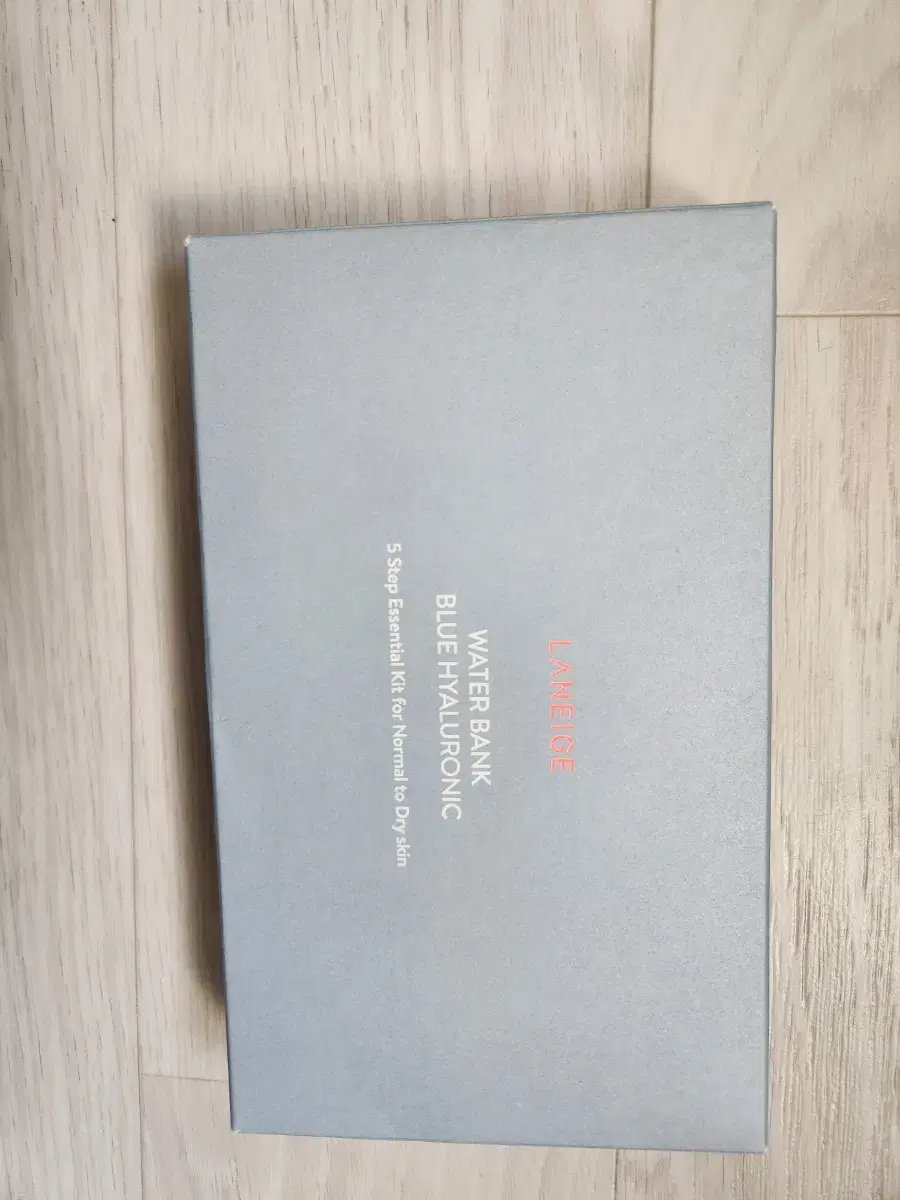 LANEIGE
WATER BANK
BLUE HYALURONIC
5 Step Essential Kit for Normal to Dry skin